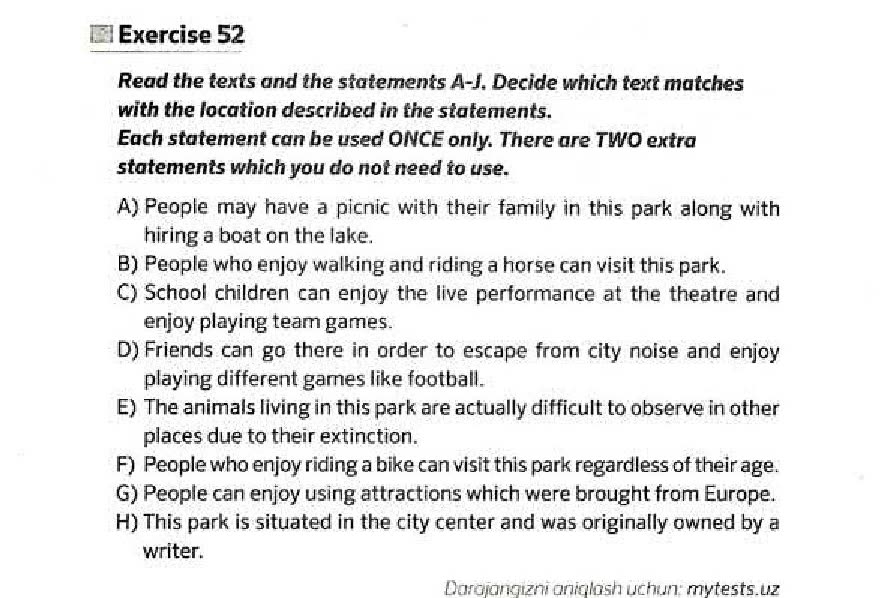 Exercise 52
Read the texts and the statements A-J. Decide which text matches
with the location described in the statements.
Each statement can be used ONCE only. There are TWO extra
statements which you do not need to use.
A) People may have a picnic with their family in this park along with
hiring a boat on the lake.
B) People who enjoy walking and riding a horse can visit this park.
C) School children can enjoy the live performance at the theatre and
enjoy playing team games.
D) Friends can go there in order to escape from city noise and enjoy
playing different games like football.
E) The animals living in this park are actually difficult to observe in other
places due to their extinction.
F) People who enjoy riding a bike can visit this park regardless of their age.
G) People can enjoy using attractions which were brought from Europe.
H) This park is situated in the city center and was originally owned by a
writer.
Darajangizni aniqlash uchun: mytests.uz